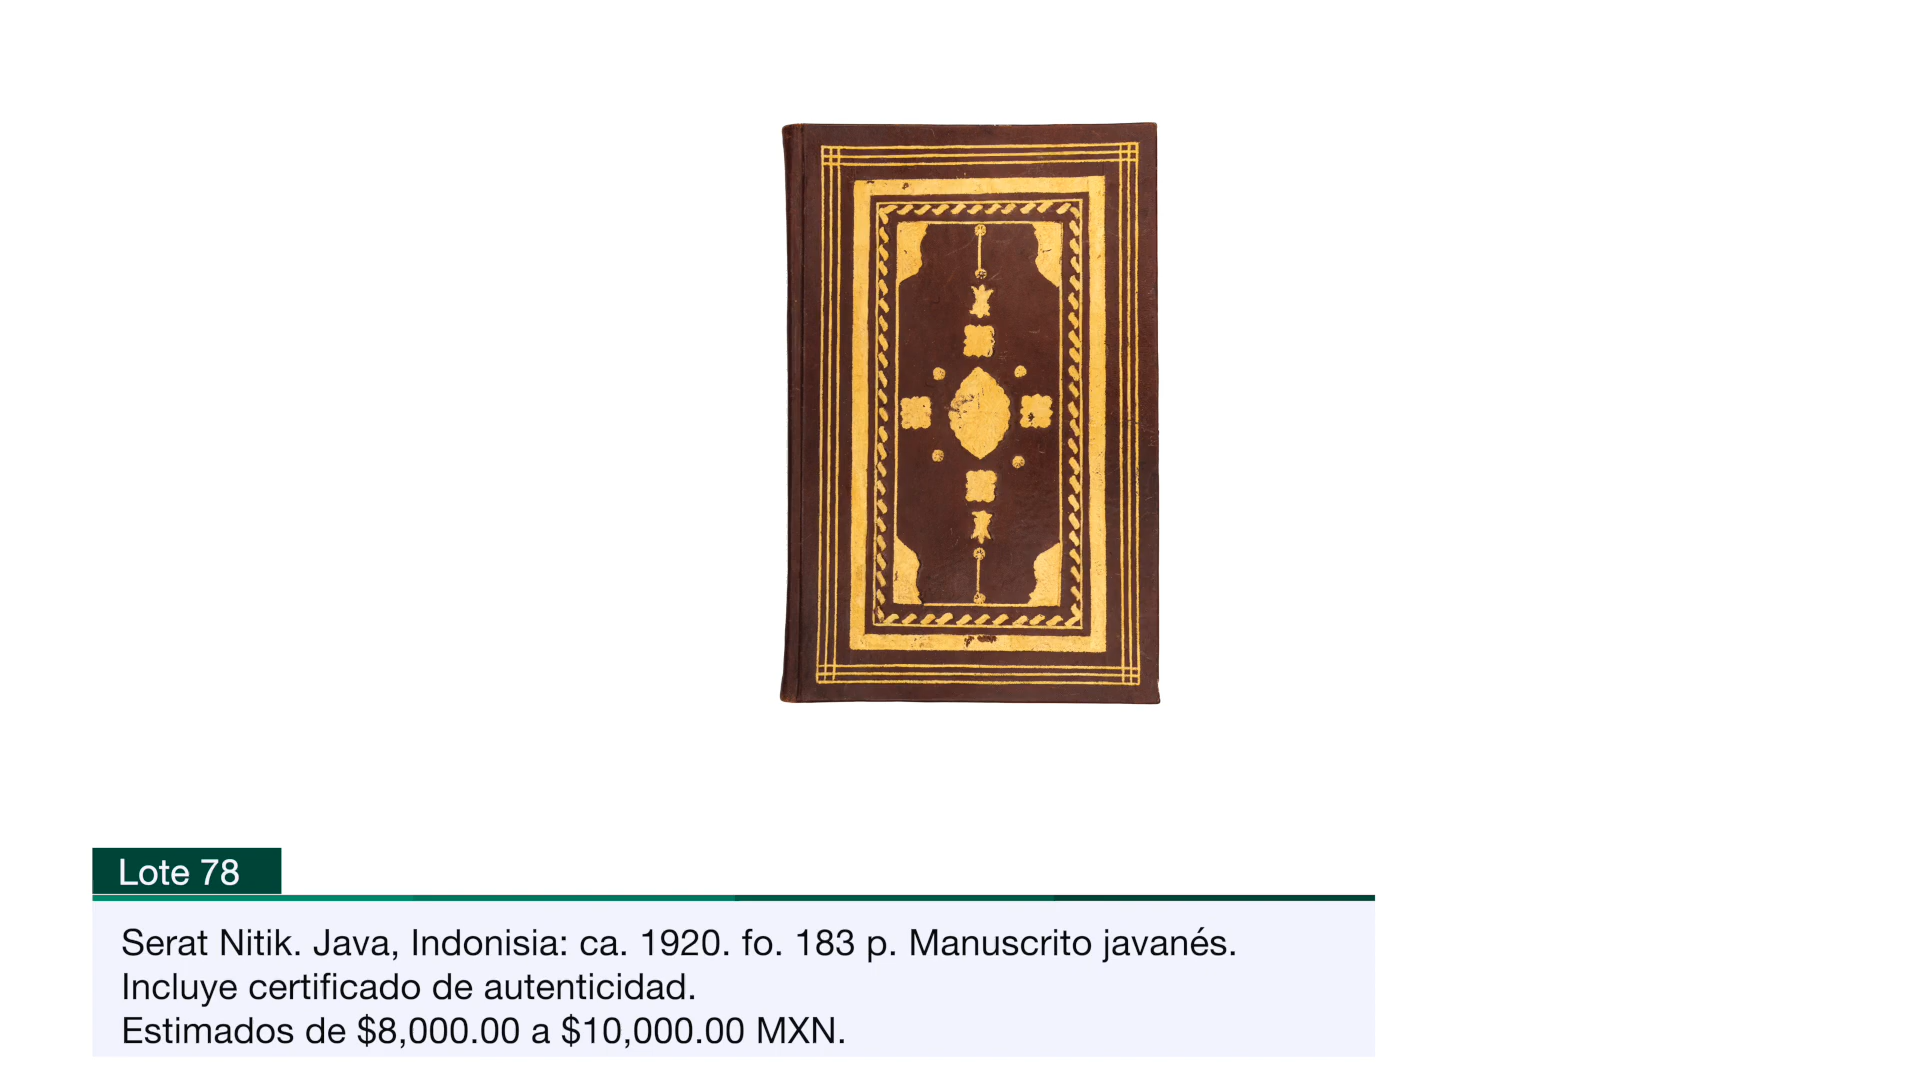 Lote 78
Serat Nitik. Java, Indonisia: ca. 1920. fo. 183 p. Manuscrito javanés.
Incluye certificado de autenticidad.
Estimados de $8,000.00 a $10,000.00 MXN.